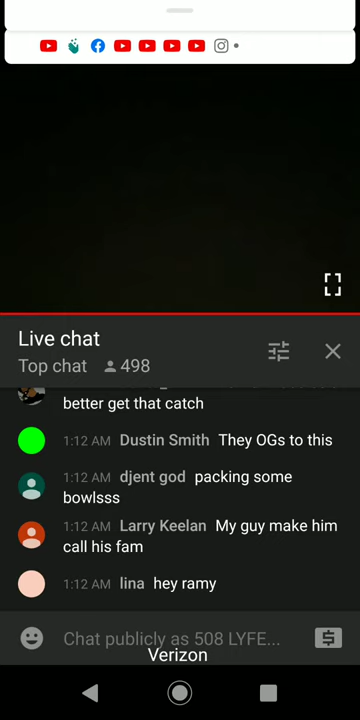 Live chat
Top chat 498
better get that catch
1:12 AM Dustin Smith They OGs to this
1:12 AM djent god packing some
bowlsss
1:12 AM Larry Keelan My guy make him
call his fam
1:12 AM lina hey ramy
Chat publicly as 508 LYFE...
Verizon